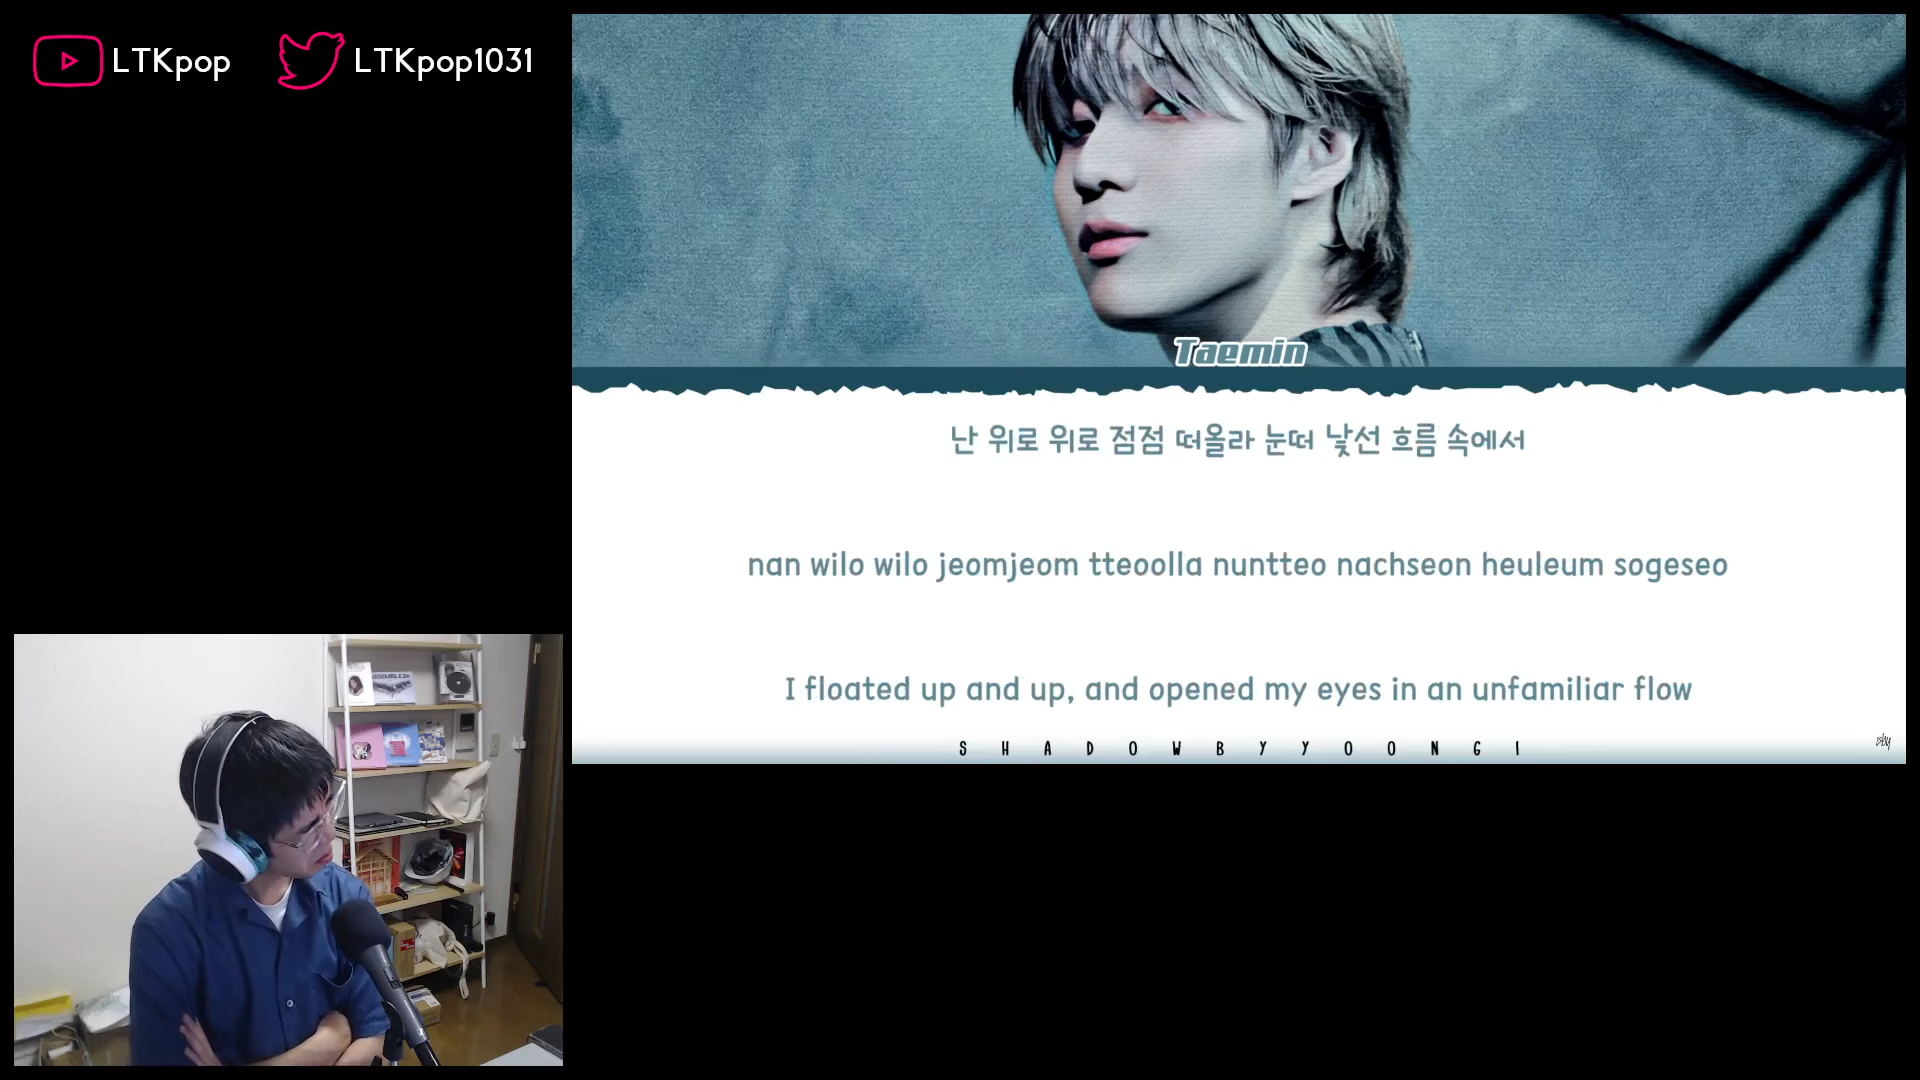 LTKpop
LTKpop1031
Taemin
난 위로 위로 점점 떠올라 눈떠 낯선 흐름 속에서
nan wilo wilo jeomjeom tteoolla nuntteo nachseon heuleum sogeseo
I floated up and up, and opened my eyes in an unfamiliar flow
SHADOWBYYOONGI
sby